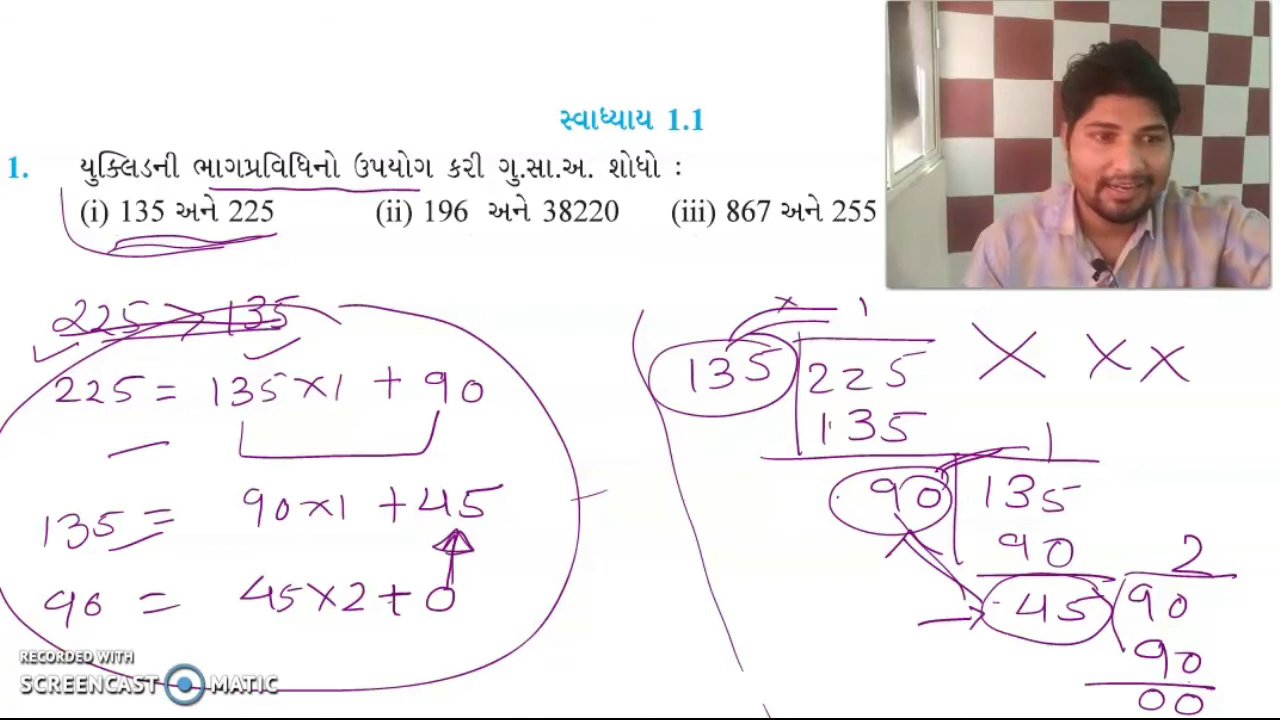 સ્વાધ્યાય 1.1
1. યુક્લિડની ભાગપ્રવિધિનો ઉપયોગ કરી ગુ.સા.અ. શોધો :
(i) 135 અને 225 (ii) 196 અને 38220 (iii) 867 અને 255
225 > 135
225 = 135 × 1 + 90
135 = 90 × 1 + 45
90 = 45 × 2 + 0
× 1
135 225 × × ×
135
1
90 135
90
2
45 90
90
00
RECORDED WITH
SCREENCAST MATIC